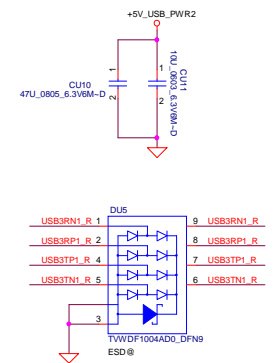 +5V_USB_PWR2
1
1
CU10
47U_0805_6.3V6M~D
2
2
CU11
10U_0603_6.3V6M~D
DU5
USB3RN1_R 1
9 USB3RN1_R
USB3RP1_R 2
8 USB3RP1_R
USB3TP1_R 4
7 USB3TP1_R
USB3TN1_R 5
6 USB3TN1_R
3
TVWDF1004AD0_DFN9
ESD@